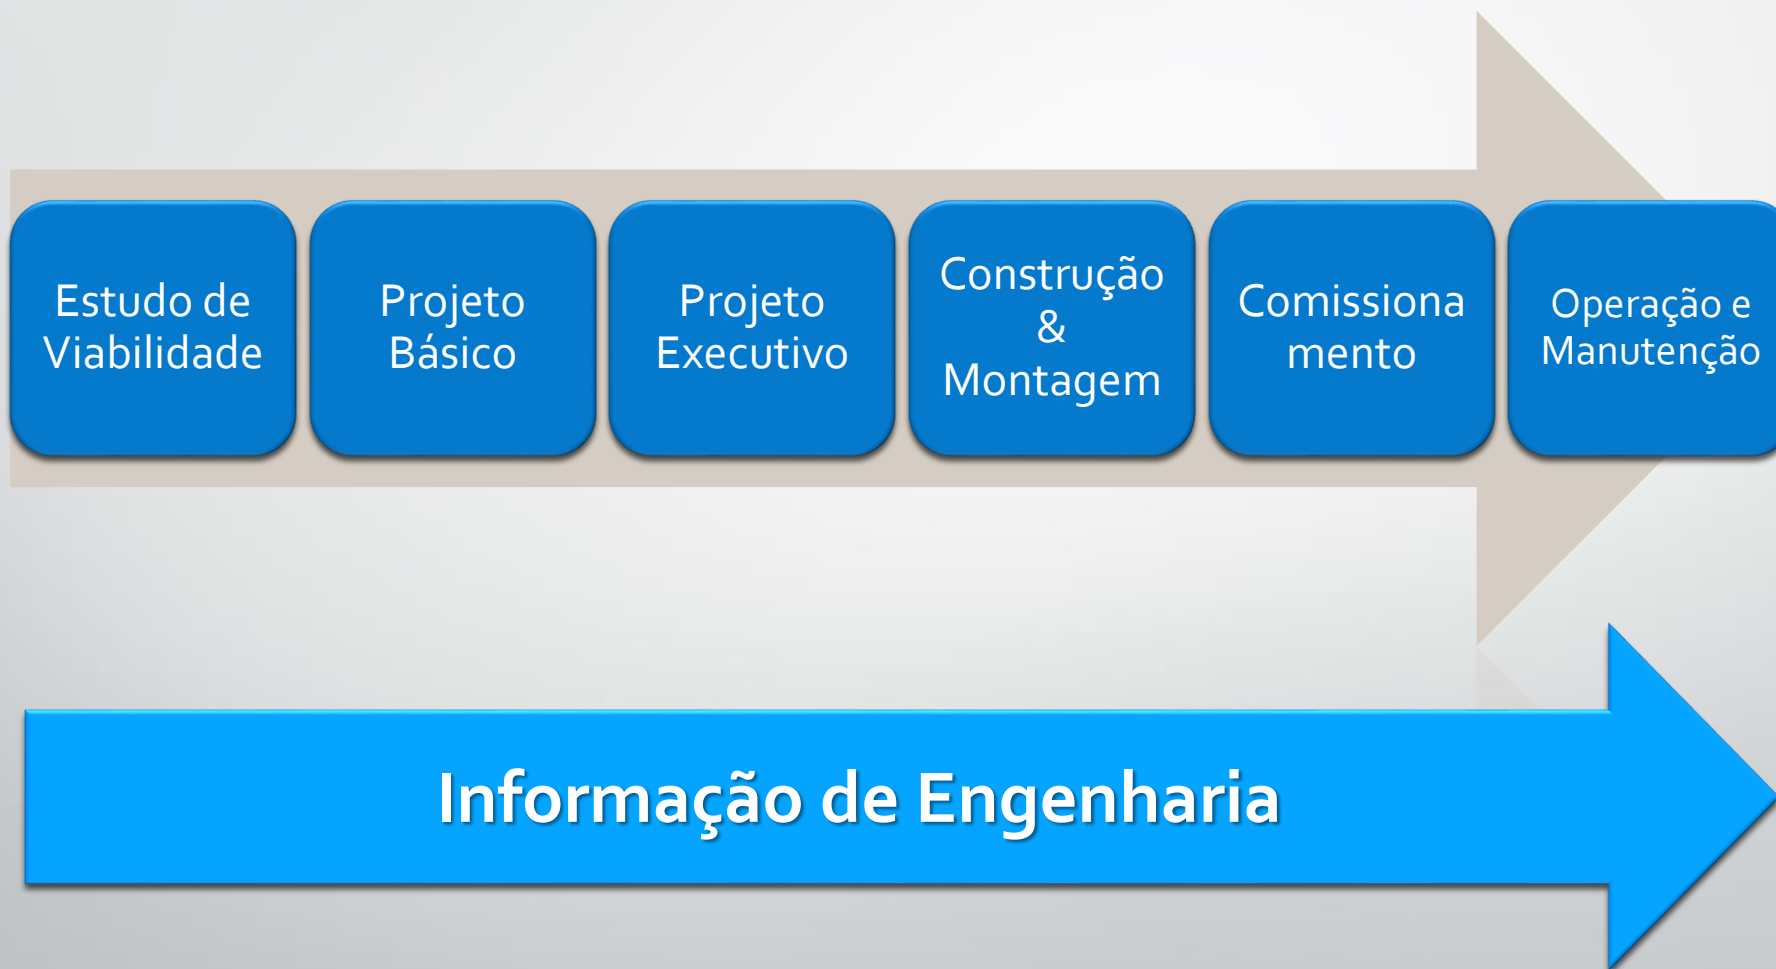 Estudo de
Viabilidade
Projeto
Básico
Projeto
Executivo
Construção
&
Montagem
Comissiona
mento
Operação e
Manutenção
Informação de Engenharia